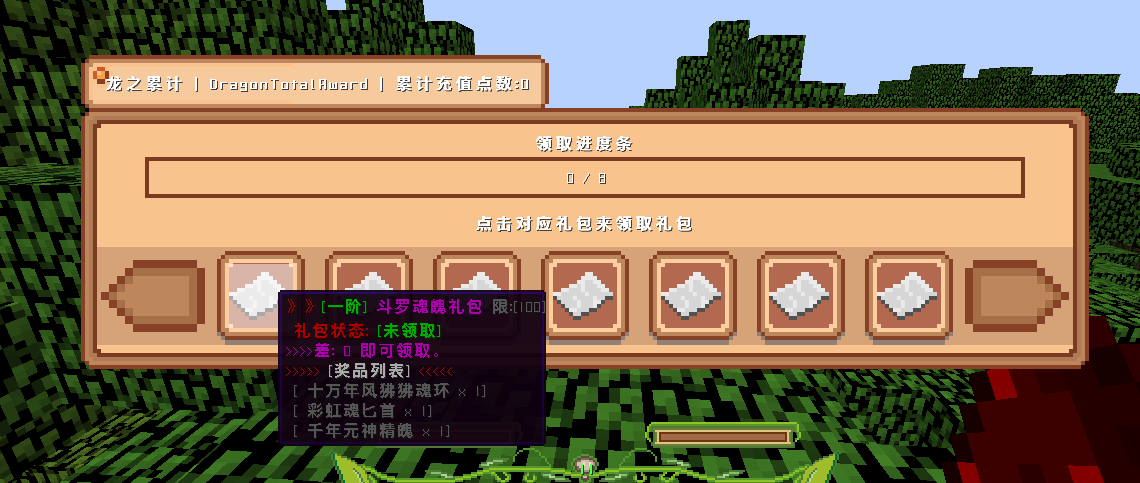 龙之累计 | DragonTotalAward | 累计充值点数:0
领取进度条
0 / 8
点击对应礼包来领取礼包
》》[一阶] 斗罗魂魄礼包 限:[100]
礼包状态: [未领取]
>>>>差: 0 即可领取。
>>>>> [奖品列表] <<<<<
[ 十万年风狒狒魂环 x 1]
[ 彩虹魂匕首 x 1]
[ 千年元神精魄 x 1]